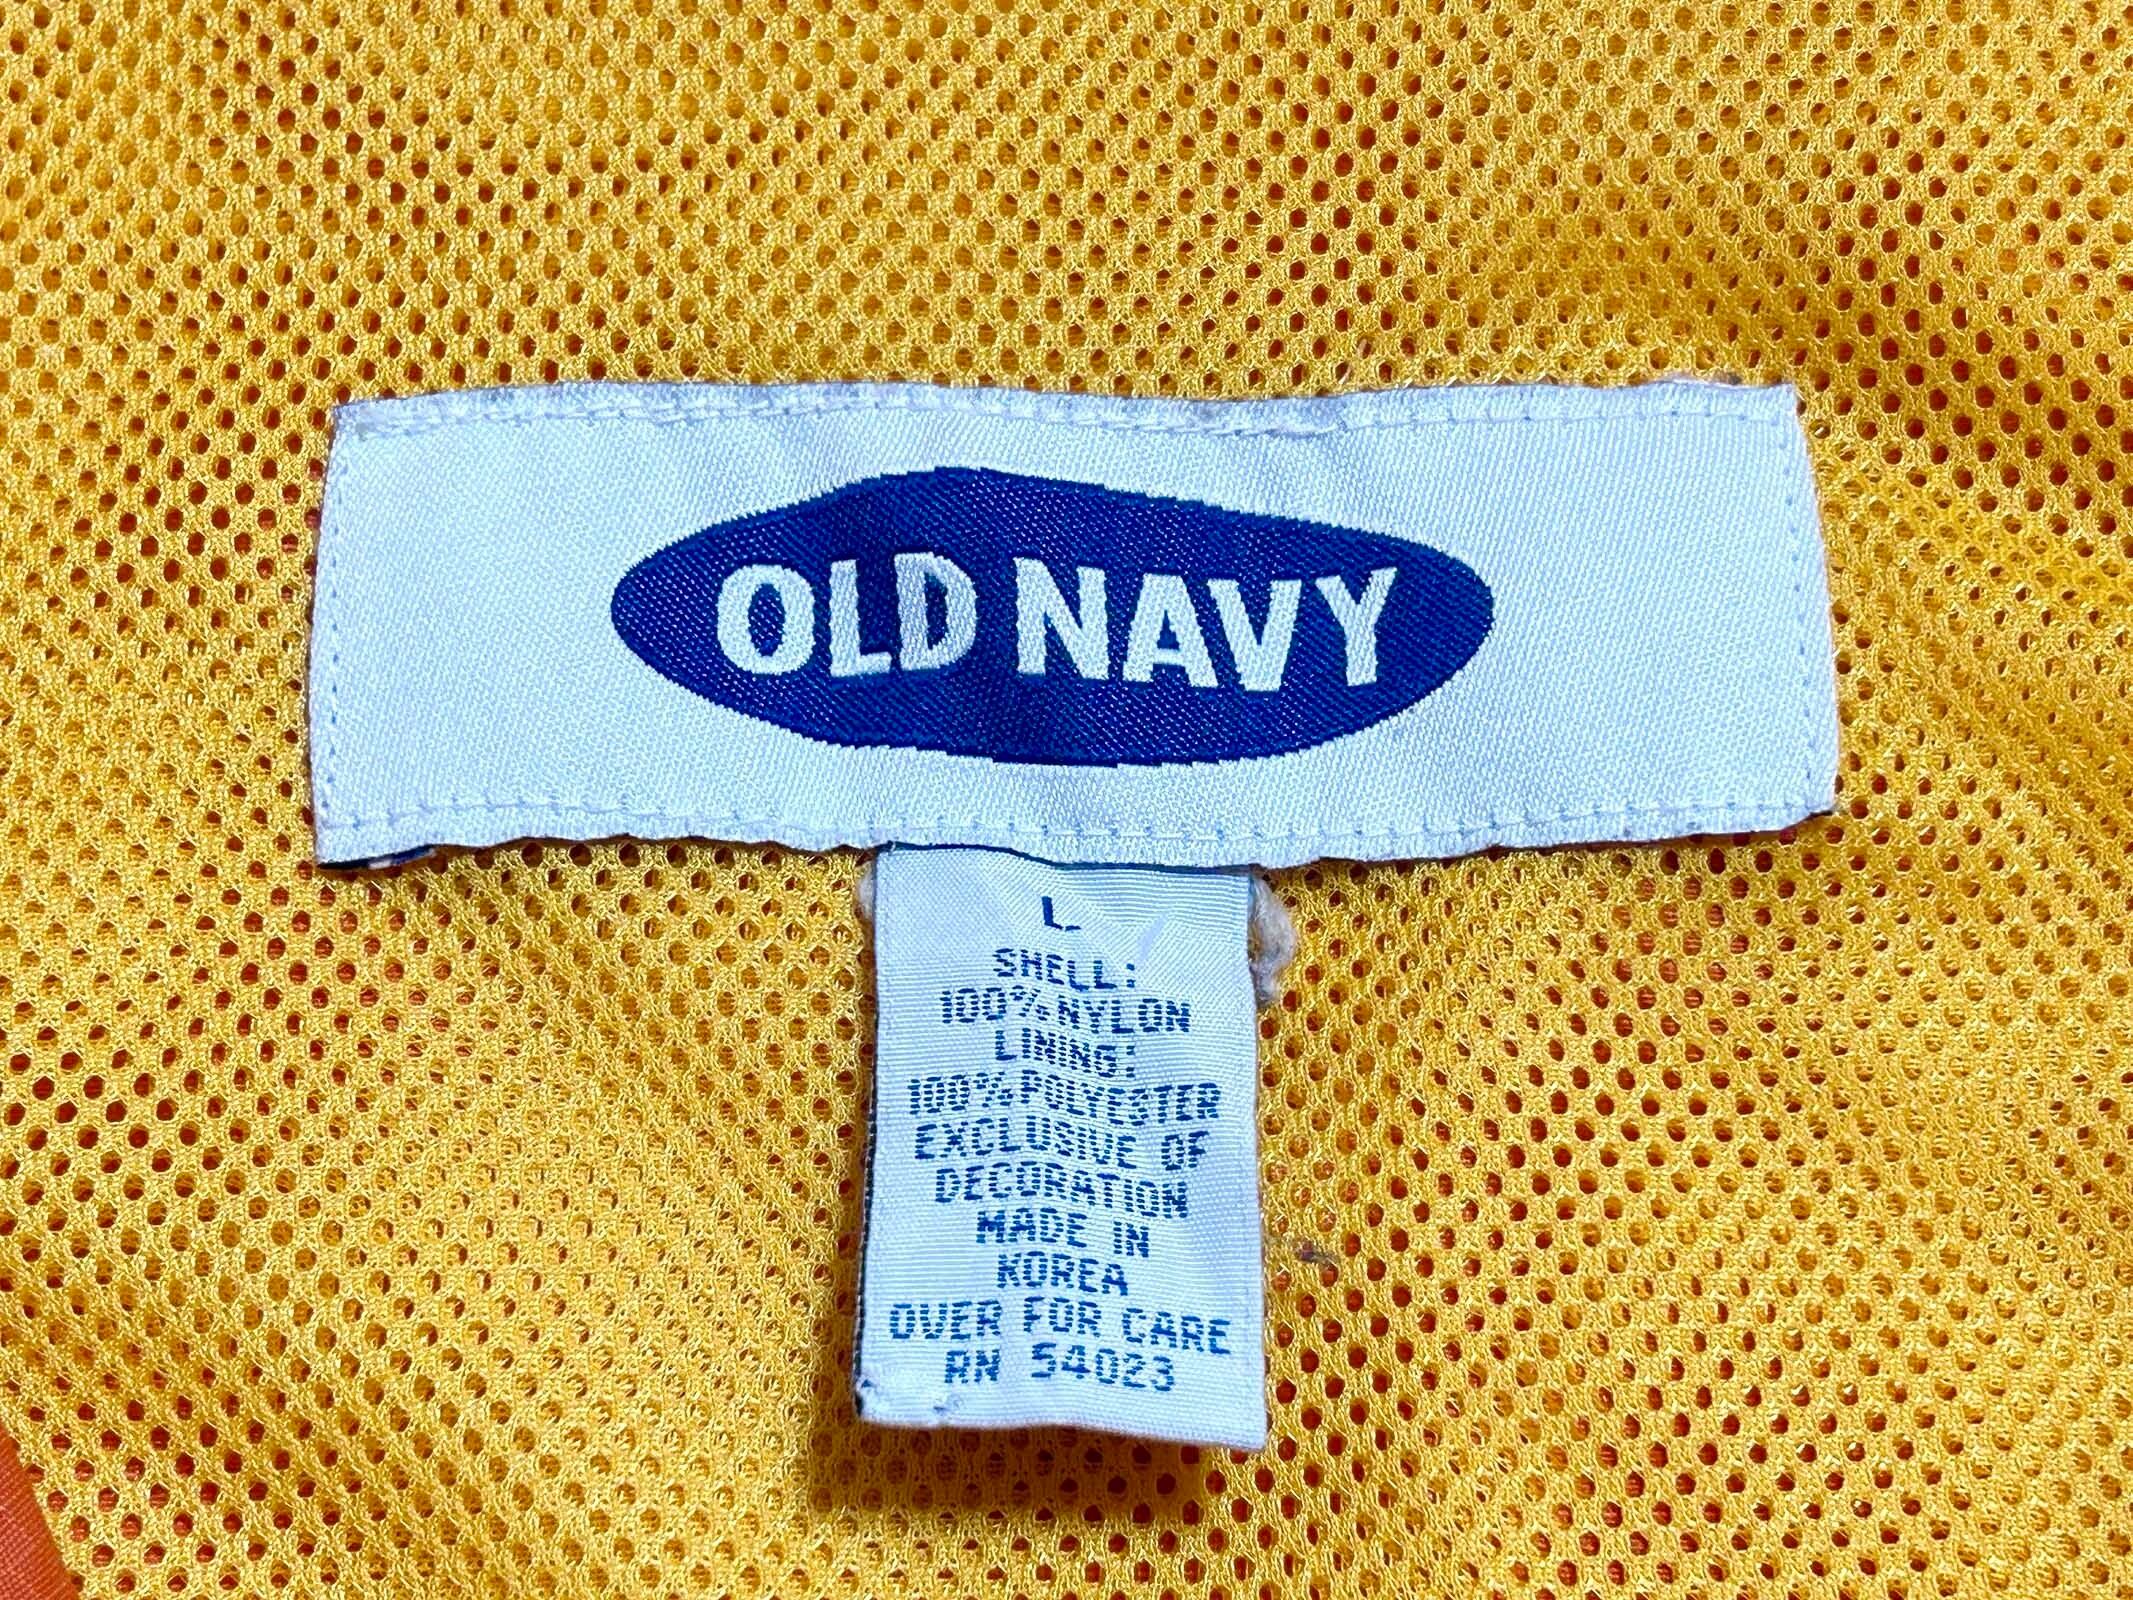 OLD NAVY
L
SHELL:
100% NYLON
LINING:
100% POLYESTER
EXCLUSIVE OF
DECORATION
MADE IN
KOREA
OVER FOR CARE
RN 54023